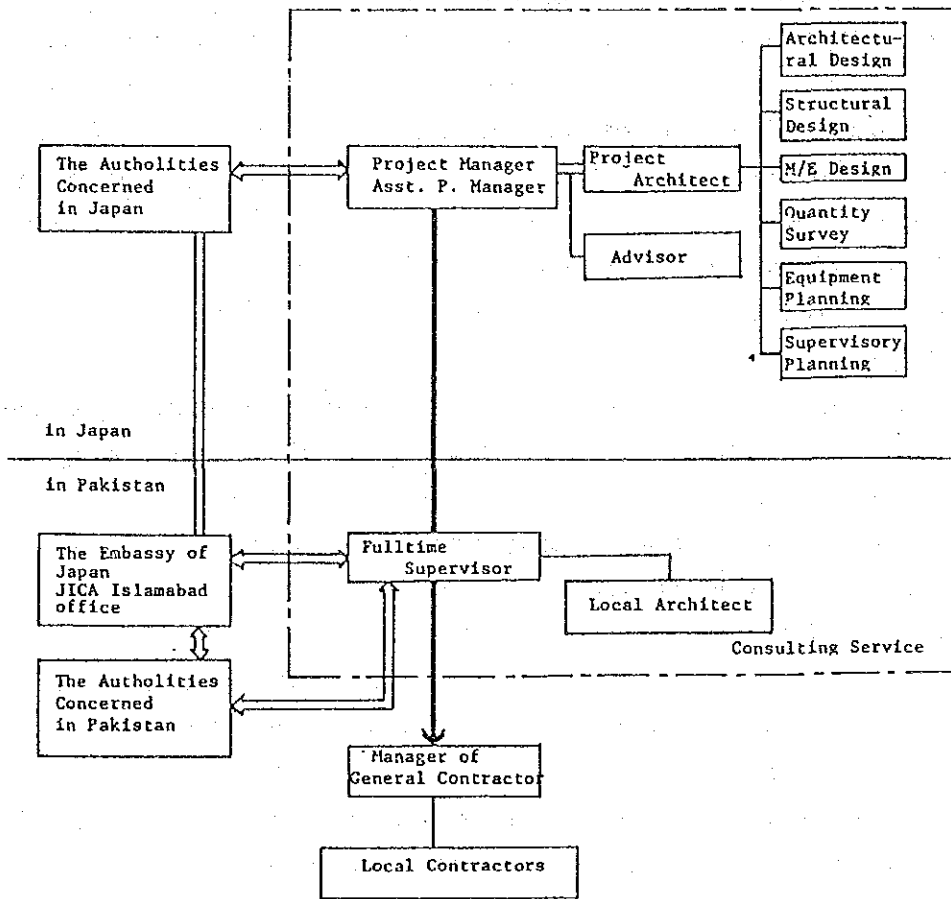 Architectu-
ral Design
Structural
Design
The Autholities
Concerned
in Japan
Project Manager
Asst. P. Manager
Project
Architect
M/E Design
Quantity
Survey
Advisor
Equipment
Planning
Supervisory
Planning
in Japan
in Pakistan
The Embassy of
Japan
JICA Islamabad
office
Fulltime
Supervisor
Local Architect
Consulting Service
The Autholities
Concerned
in Pakistan
Manager of
General Contractor
Local Contractors